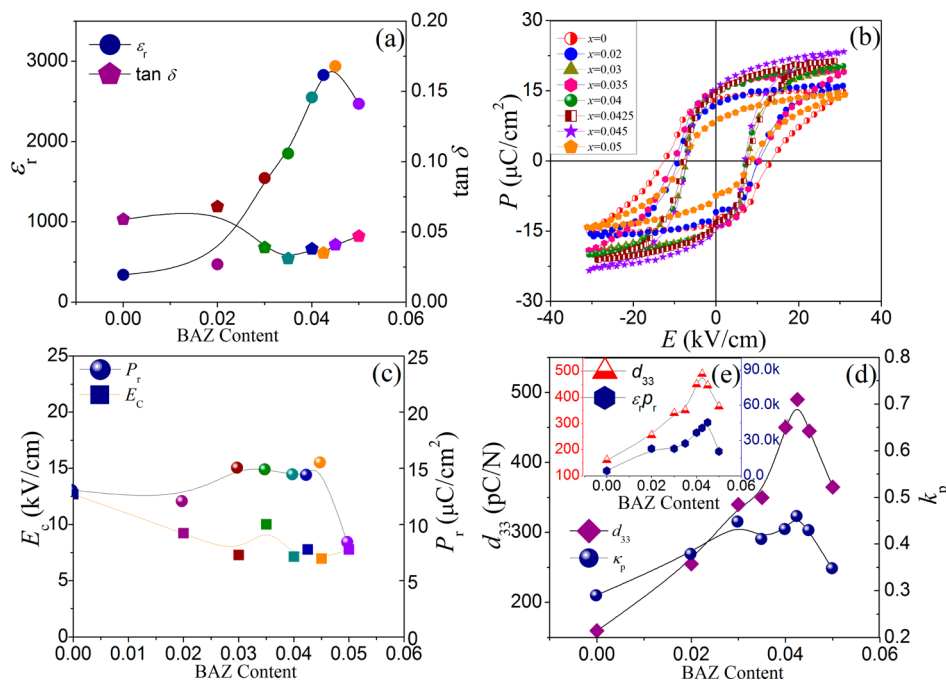 (a)
εr
tan δ
3000
2000
1000
0
εr
0.20
0.15
0.10
0.05
0.00
tan δ
0.00 0.02 0.04 0.06
BAZ Content
(b)
x=0
x=0.02
x=0.03
x=0.035
x=0.04
x=0.0425
x=0.045
x=0.05
30
15
0
-15
-30
P (μC/cm²)
-40 -20 0 20 40
E (kV/cm)
(c)
Pr
EC
25
20
15
10
5
0
Ec (kV/cm)
25
20
15
10
5
0
Pr (μC/cm²)
0.00 0.01 0.02 0.03 0.04 0.05 0.06
BAZ Content
(d)
500
400
300
200
d33 (pC/N)
0.8
0.7
0.6
0.5
0.4
0.3
0.2
kp
d33
κp
0.00 0.02 0.04 0.06
BAZ Content
(e)
d33
εrpr
500
400
300
200
100
90.0k
60.0k
30.0k
0.0
0.00 0.02 0.04 0.06
BAZ Content